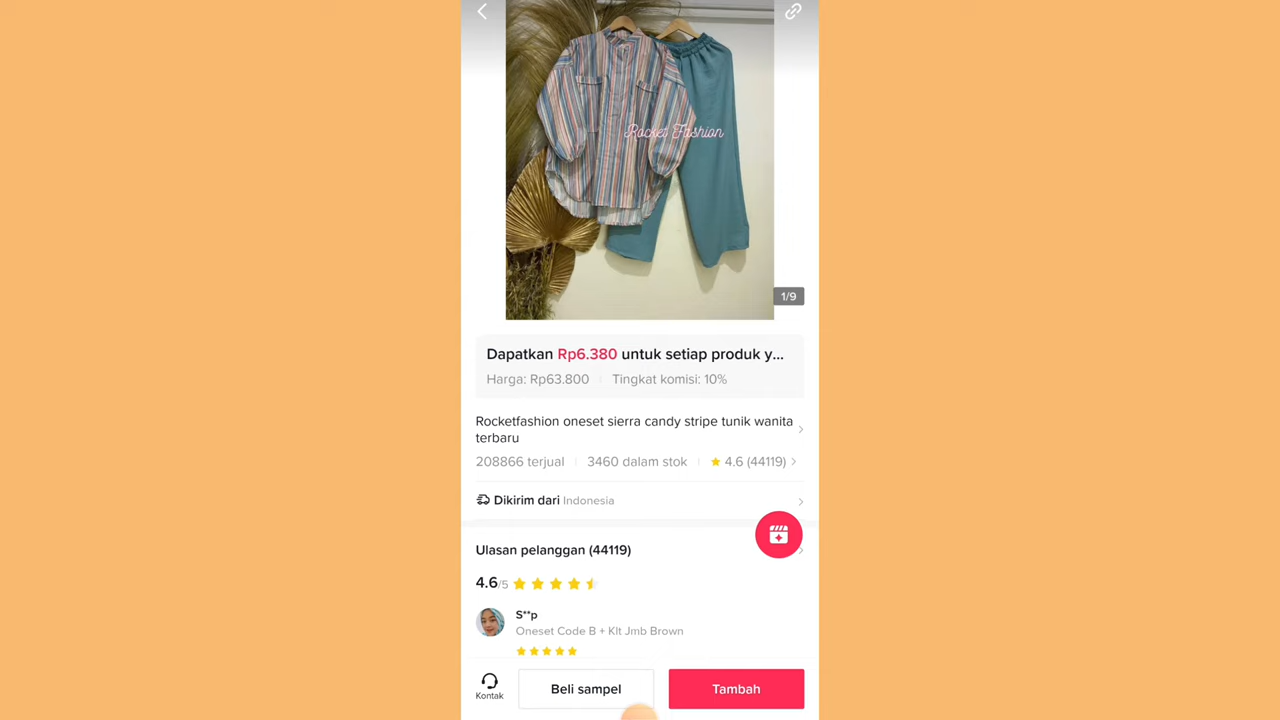 Rocket Fashion
1/9
Dapatkan Rp6.380 untuk setiap produk y...
Harga: Rp63.800 Tingkat komisi: 10%
Rocketfashion oneset sierra candy stripe tunik wanita
terbaru
208866 terjual 3460 dalam stok 4.6 (44119)
Dikirim dari Indonesia
Ulasan pelanggan (44119)
4.6/5
S**p
Oneset Code B + Klt Jmb Brown
Kontak
Beli sampel
Tambah